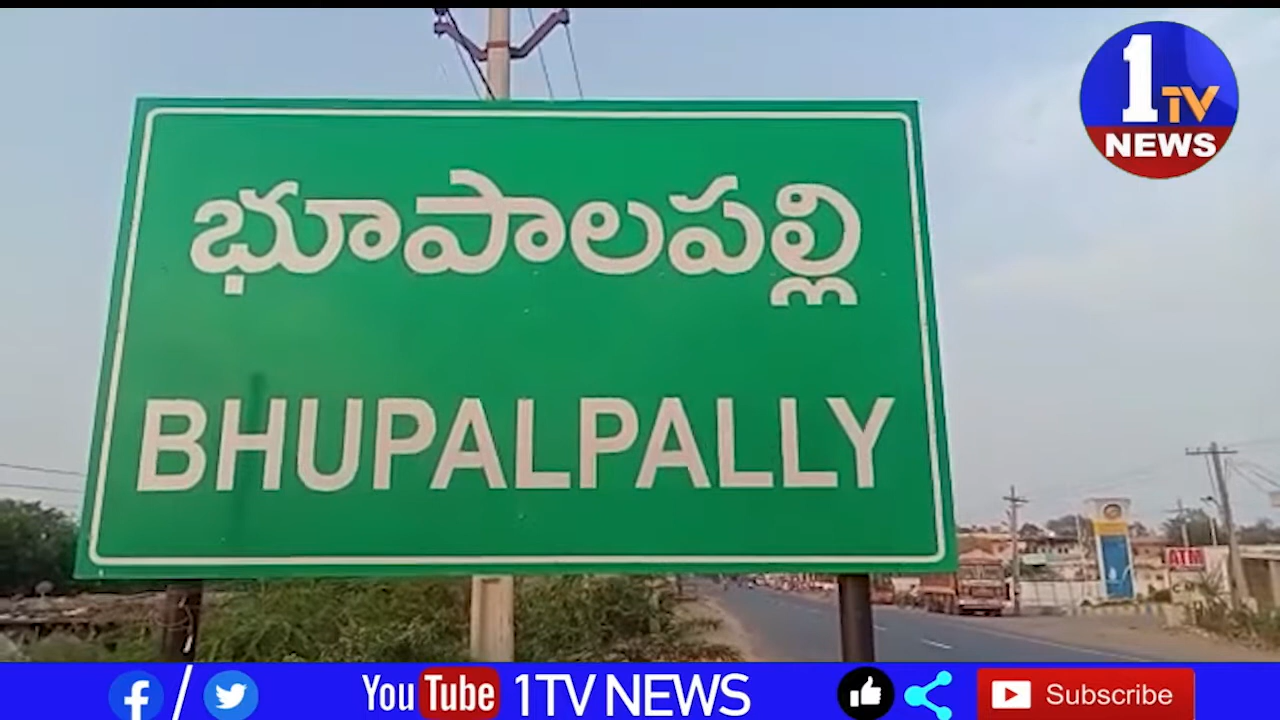 1TV
NEWS
భూపాలపల్లి
BHUPALPALLY
ATM
YouTube 1TV NEWS
Subscribe